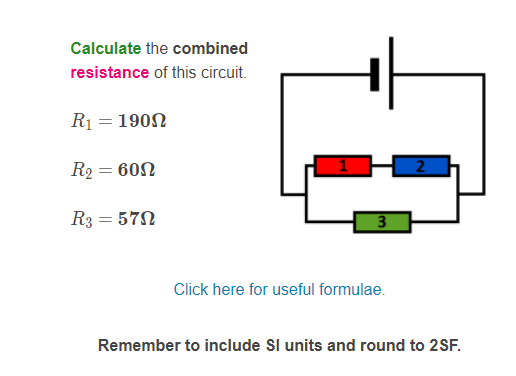 Calculate the combined
resistance of this circuit.
R₁ = 190Ω
R₂ = 60Ω
R₃ = 57Ω
1
2
3
Click here for useful formulae.
Remember to include SI units and round to 2SF.